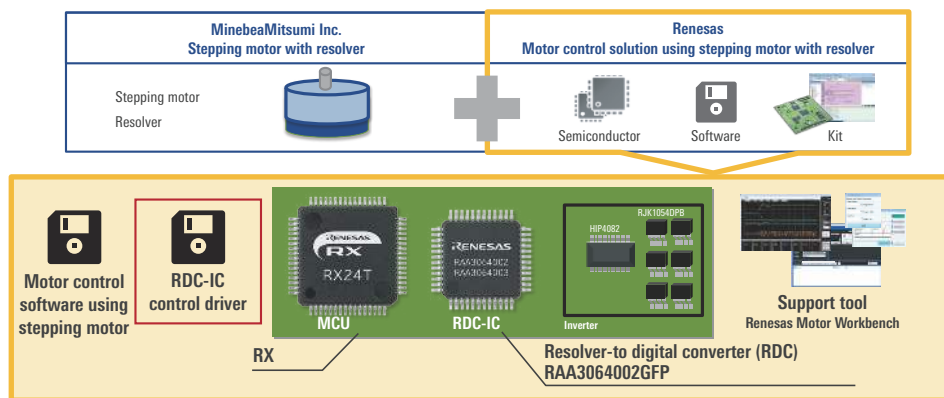 MinebeaMitsumi Inc.
Stepping motor with resolver
Renesas
Motor control solution using stepping motor with resolver
Stepping motor
Resolver
Semiconductor
Software
Kit
Motor control
software using
stepping motor
RDC-IC
control driver
RENESAS
RX
RX24T
MCU
RENESAS
RAA3064002
RAA3064003
RDC-IC
RJK1054DPB
HIP4082
Inverter
Support tool
Renesas Motor Workbench
RX
Resolver-to digital converter (RDC)
RAA3064002GFP